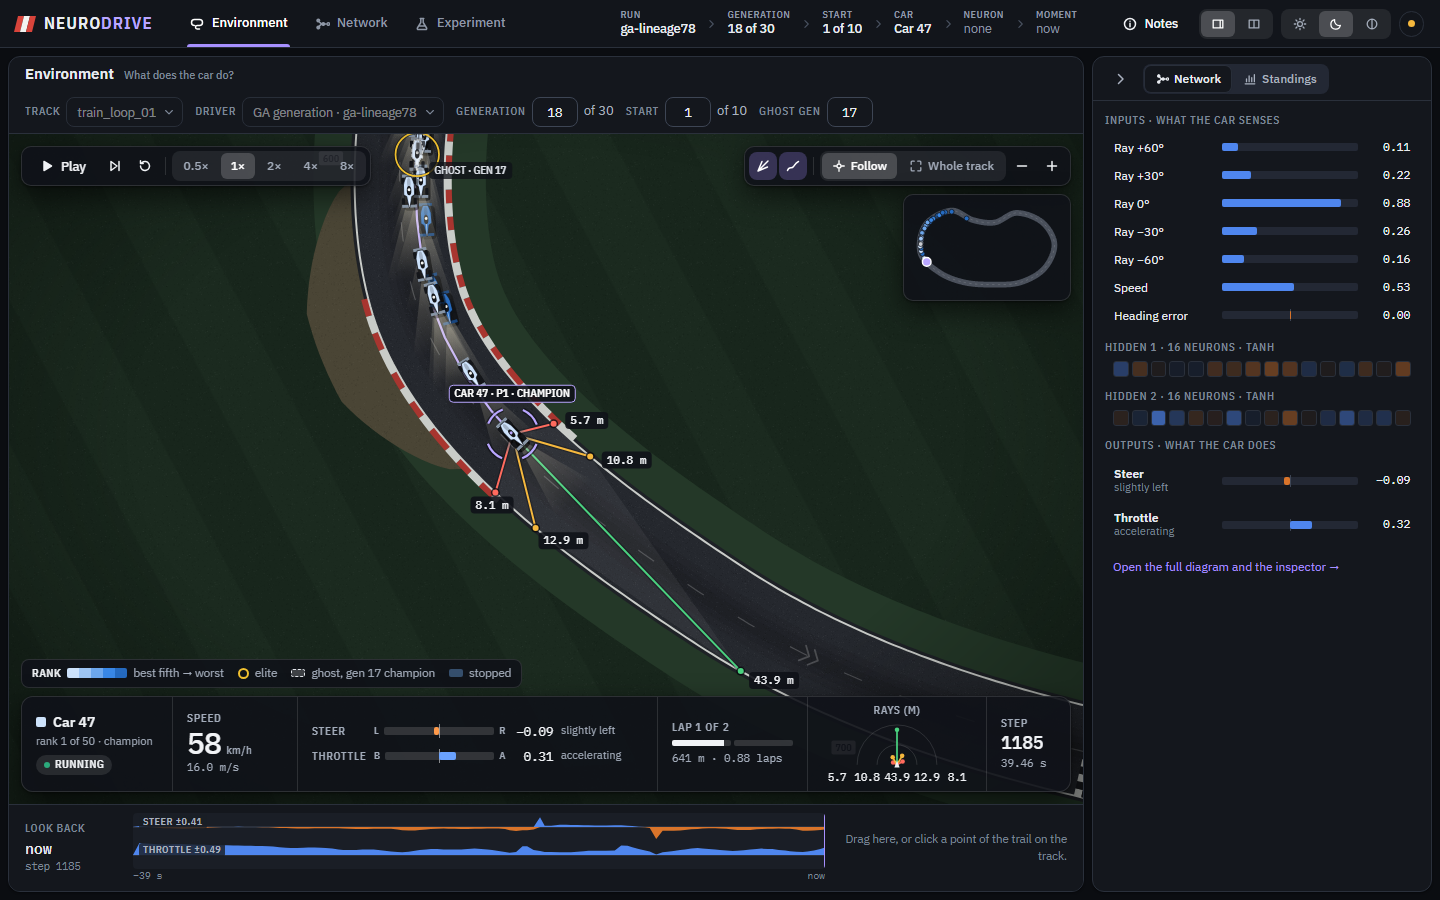 NEURODRIVE
Environment
Network
Experiment
RUN
ga-lineage78
GENERATION
18 of 30
START
1 of 10
CAR
Car 47
NEURON
none
MOMENT
now
Notes
Environment What does the car do?
TRACK train_loop_01 DRIVER GA generation · ga-lineage78 GENERATION 18 of 30 START 1 of 10 GHOST GEN 17
Play 0.5× 1× 2× 4× 8×
Follow Whole track
GHOST · GEN 17
CAR 47 · P1 · CHAMPION
5.7 m
10.8 m
8.1 m
12.9 m
43.9 m
RANK best fifth → worst elite ghost, gen 17 champion stopped
Car 47
rank 1 of 50 · champion
RUNNING
SPEED
58 km/h
16.0 m/s
STEER L R −0.09 slightly left
THROTTLE B A 0.31 accelerating
LAP 1 OF 2
641 m · 0.88 laps
700
RAYS (M)
5.7 10.8 43.9 12.9 8.1
STEP
1185
39.46 s
LOOK BACK
now
step 1185
STEER ±0.41
THROTTLE ±0.49
−39 s
now
Drag here, or click a point of the trail on the
track.
Network
Standings
INPUTS · WHAT THE CAR SENSES
Ray +60° 0.11
Ray +30° 0.22
Ray 0° 0.88
Ray −30° 0.26
Ray −60° 0.16
Speed 0.53
Heading error 0.00
HIDDEN 1 · 16 NEURONS · TANH
HIDDEN 2 · 16 NEURONS · TANH
OUTPUTS · WHAT THE CAR DOES
Steer
slightly left
−0.09
Throttle
accelerating
0.32
Open the full diagram and the inspector →